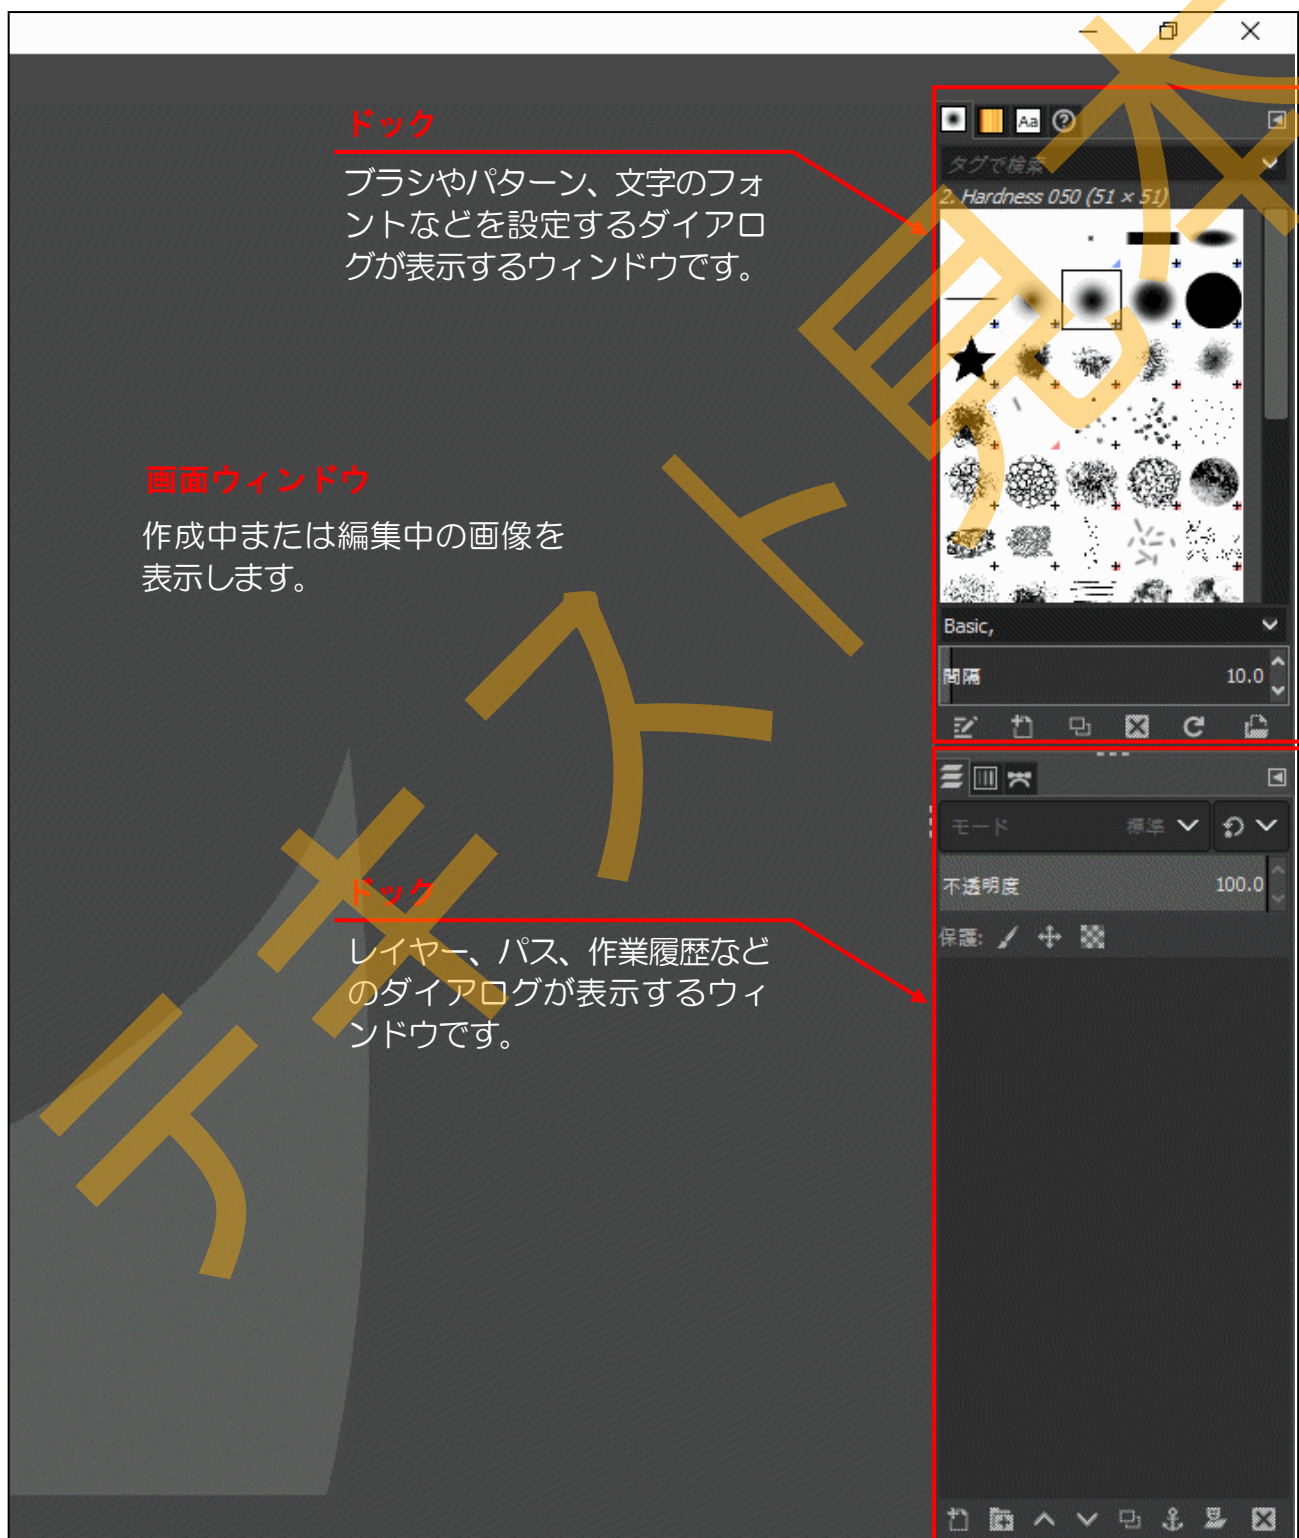 ドック
ブラシやパターン、文字のフォ
ントなどを設定するダイアロ
グが表示するウィンドウです。
Aa
タグで検索
2. Hardness 050 (51 × 51)
画面ウィンドウ
作成中または編集中の画像を
表示します。
Basic,
間隔 10.0
モード 標準
不透明度 100.0
保護:
ドック
レイヤー、パス、作業履歴など
のダイアログが表示するウィ
ンドウです。
テキスト見本